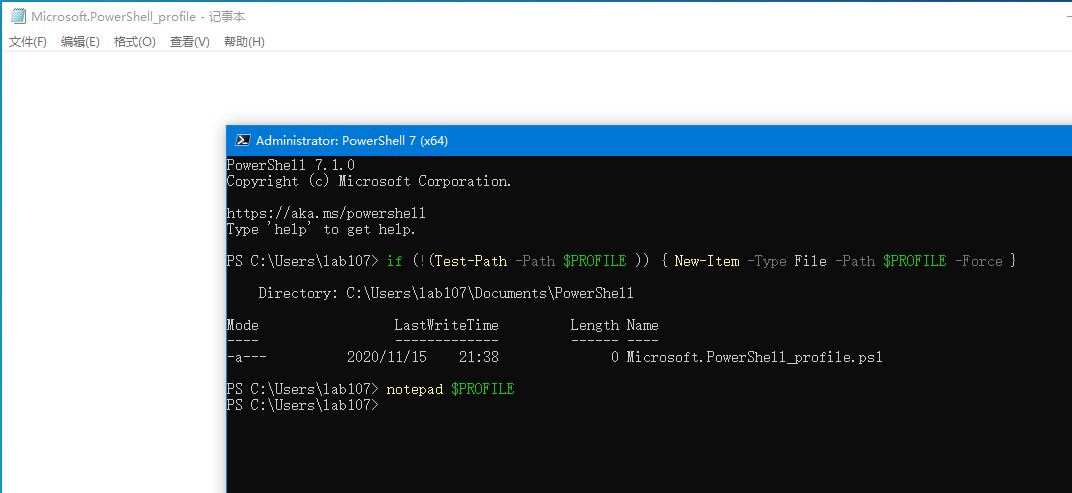 Microsoft.PowerShell_profile - 记事本
文件(F) 编辑(E) 格式(O) 查看(V) 帮助(H)
Administrator: PowerShell 7 (x64)
PowerShell 7.1.0
Copyright (c) Microsoft Corporation.
https://aka.ms/powershell
Type 'help' to get help.
PS C:\Users\lab107> if (!(Test-Path -Path $PROFILE )) { New-Item -Type File -Path $PROFILE -Force }
Directory: C:\Users\lab107\Documents\PowerShell
Mode LastWriteTime Length Name
---- ------------- ------ ----
-a--- 2020/11/15 21:38 0 Microsoft.PowerShell_profile.ps1
PS C:\Users\lab107> notepad $PROFILE
PS C:\Users\lab107>